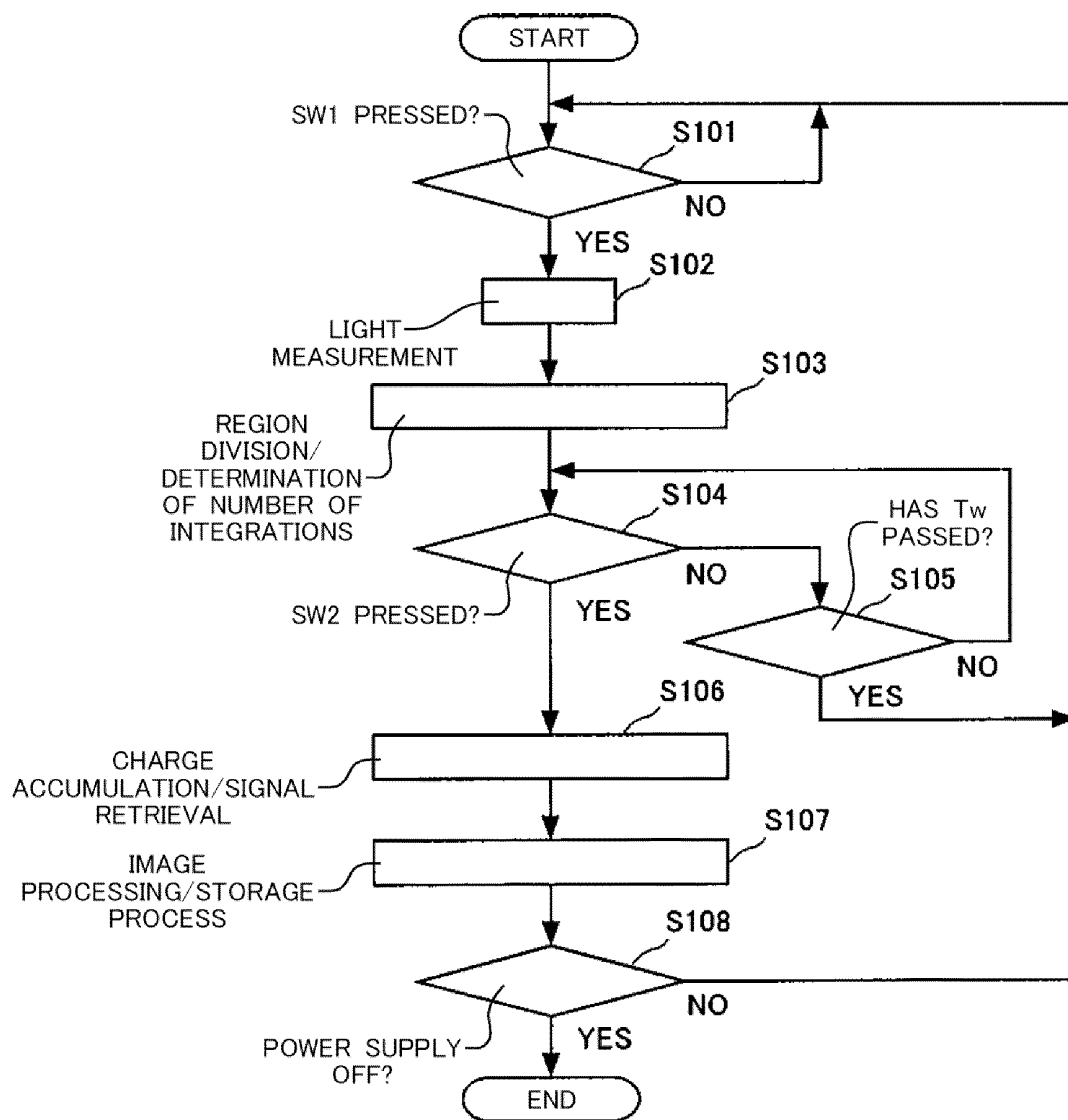 START
SW1 PRESSED?
S101
NO
YES
S102
LIGHT
MEASUREMENT
S103
REGION
DIVISION/
DETERMINATION
OF NUMBER OF
INTEGRATIONS
S104
HAS Tw
PASSED?
NO
S105
SW2 PRESSED?
YES
NO
YES
S106
CHARGE
ACCUMULATION/SIGNAL
RETRIEVAL
S107
IMAGE
PROCESSING/STORAGE
PROCESS
S108
NO
YES
POWER SUPPLY
OFF?
END